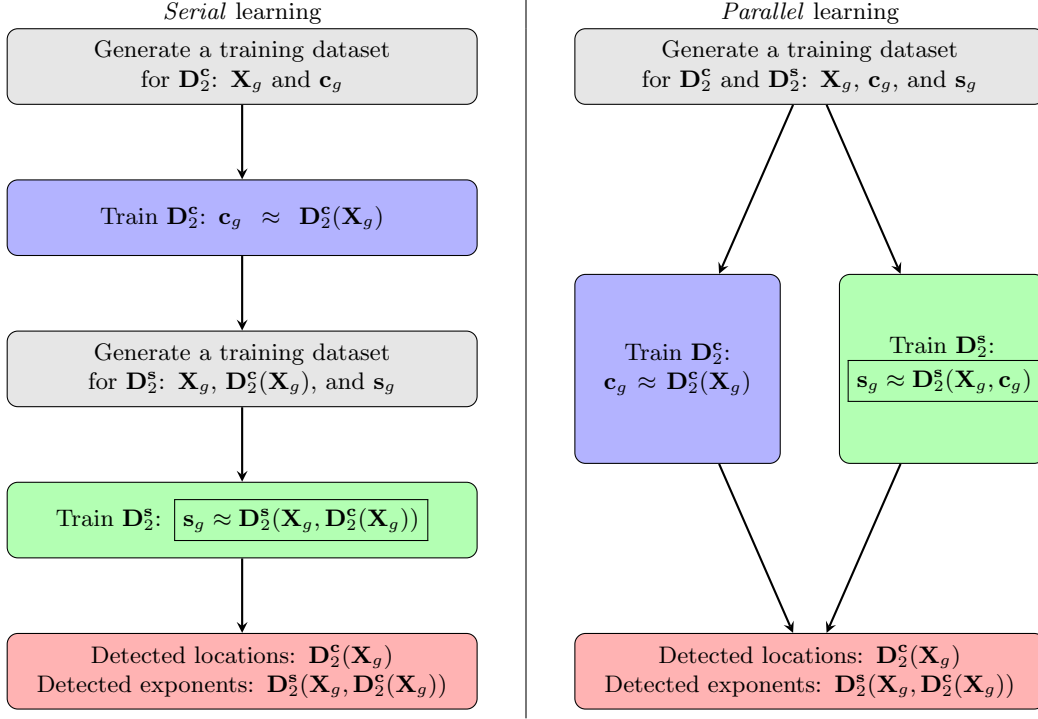 Serial learning
Generate a training dataset
for D₂ᶜ: X_g and c_g
Train D₂ᶜ: c_g ≈ D₂ᶜ(X_g)
Generate a training dataset
for D₂ˢ: X_g, D₂ᶜ(X_g), and s_g
Train D₂ˢ: s_g ≈ D₂ˢ(X_g, D₂ᶜ(X_g))
Detected locations: D₂ᶜ(X_g)
Detected exponents: D₂ˢ(X_g, D₂ᶜ(X_g))
Parallel learning
Generate a training dataset
for D₂ᶜ and D₂ˢ: X_g, c_g, and s_g
Train D₂ᶜ:
c_g ≈ D₂ᶜ(X_g)
Train D₂ˢ:
s_g ≈ D₂ˢ(X_g, c_g)
Detected locations: D₂ᶜ(X_g)
Detected exponents: D₂ˢ(X_g, D₂ᶜ(X_g))